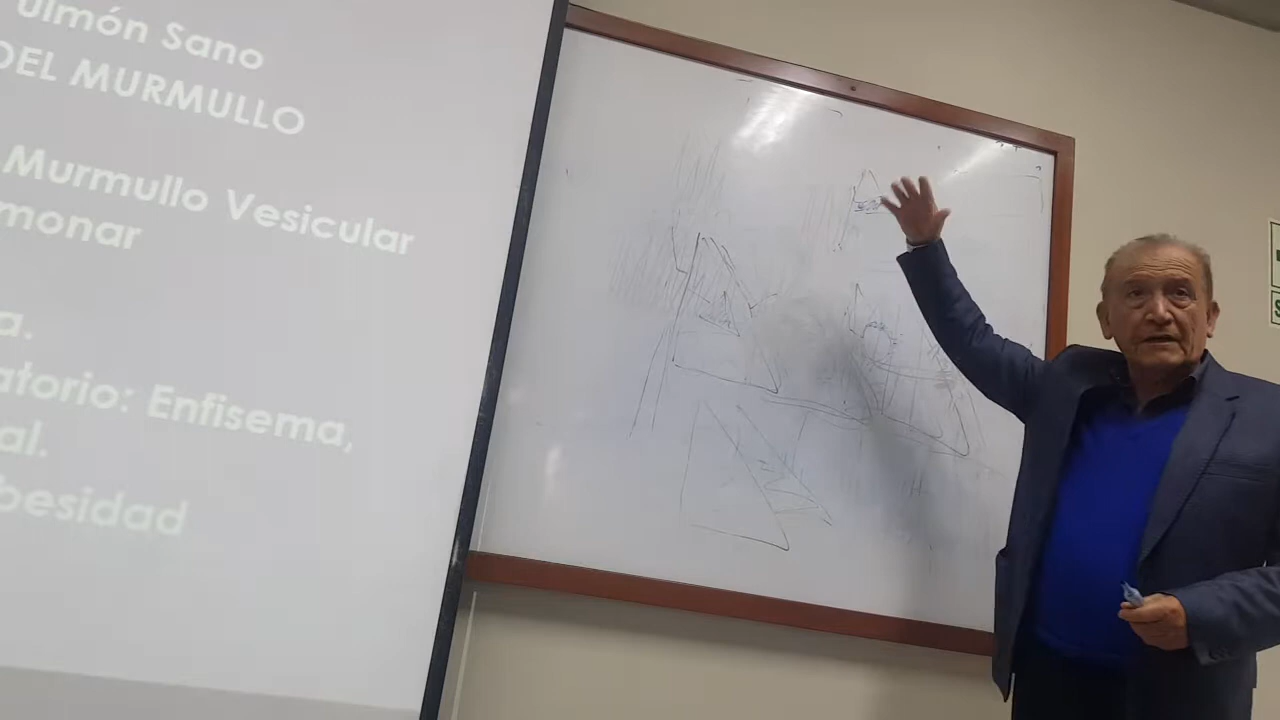 ulmón Sano
DEL MURMULLO
Murmullo Vesicular
monar
a.
atorio: Enfisema,
al.
besidad
S